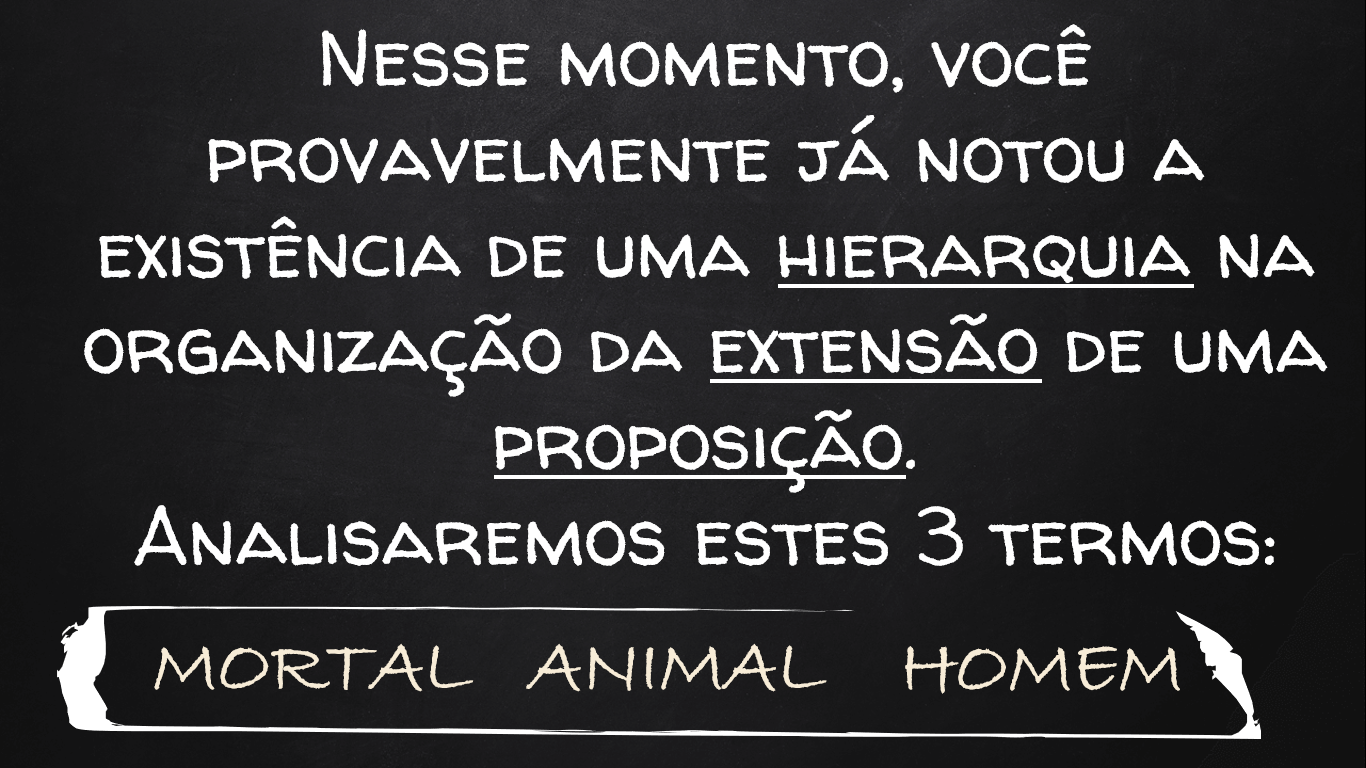 Nesse momento, você
provavelmente já notou a
existência de uma hierarquia na
organização da extensão de uma
proposição.
Analisaremos estes 3 termos:
MORTAL ANIMAL HOMEM